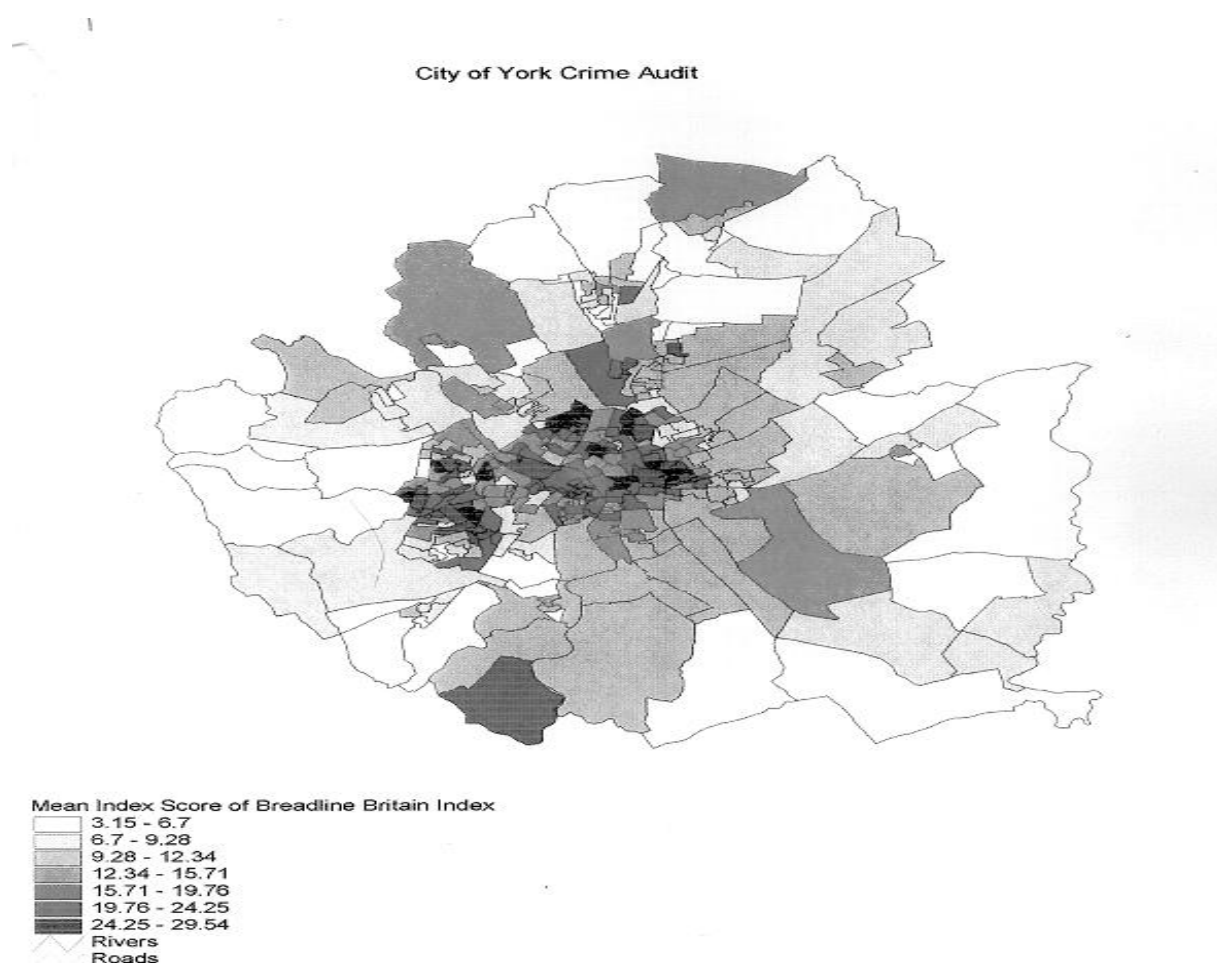 City of York Crime Audit
Mean Index Score of Breadline Britain Index
3.15 - 6.7
6.7 - 9.28
9.28 - 12.34
12.34 - 15.71
15.71 - 19.76
19.76 - 24.25
24.25 - 29.54
Rivers
Roads